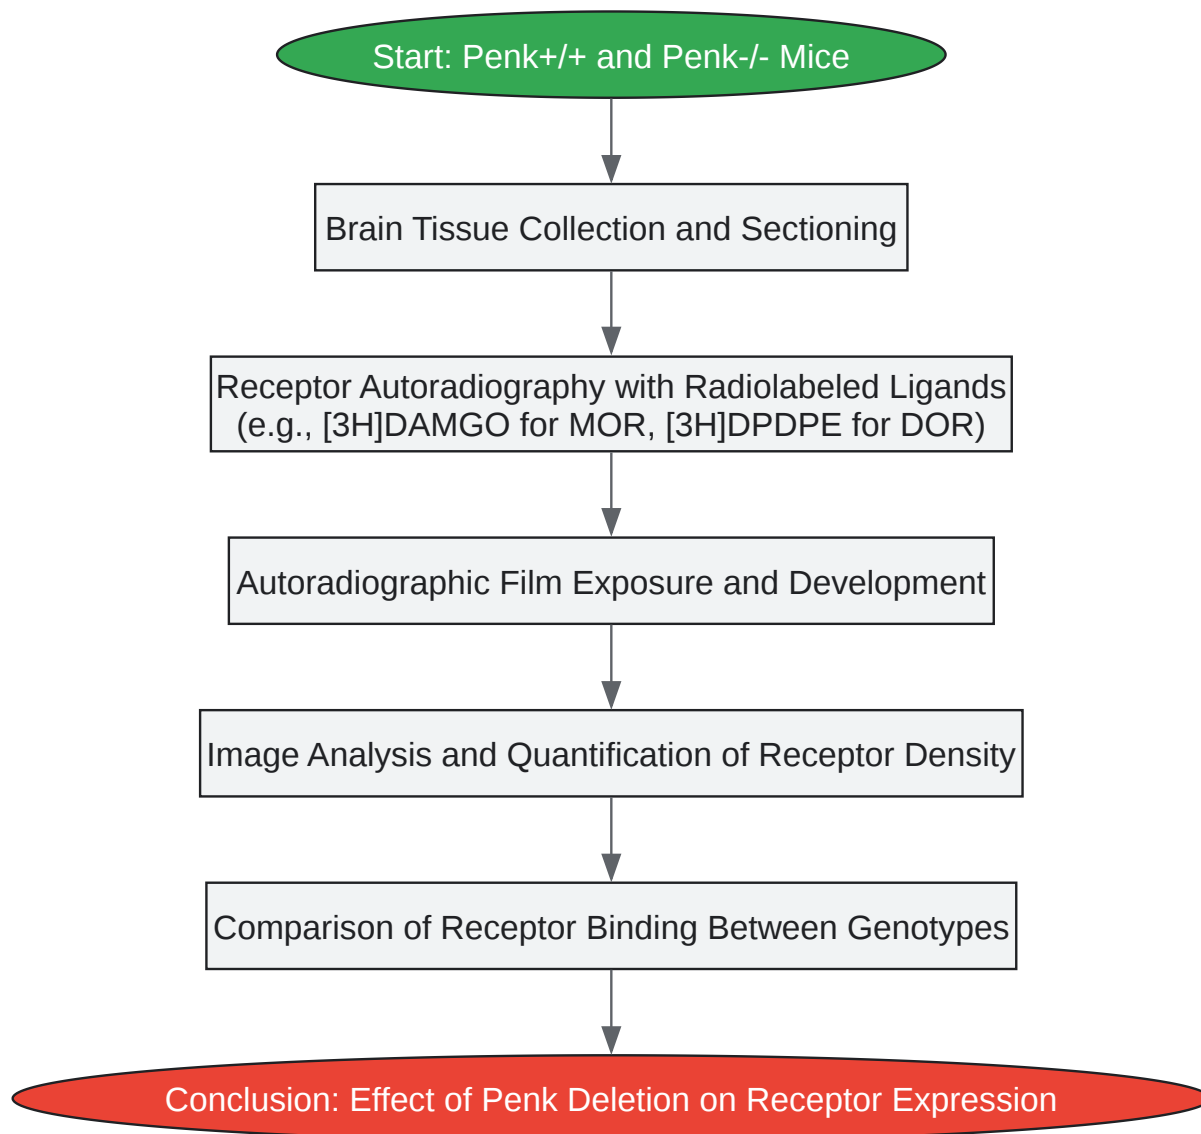 Start: Penk+/+ and Penk-/- Mice
Brain Tissue Collection and Sectioning
Receptor Autoradiography with Radiolabeled Ligands
(e.g., [3H]DAMGO for MOR, [3H]DPDPE for DOR)
Autoradiographic Film Exposure and Development
Image Analysis and Quantification of Receptor Density
Comparison of Receptor Binding Between Genotypes
Conclusion: Effect of Penk Deletion on Receptor Expression